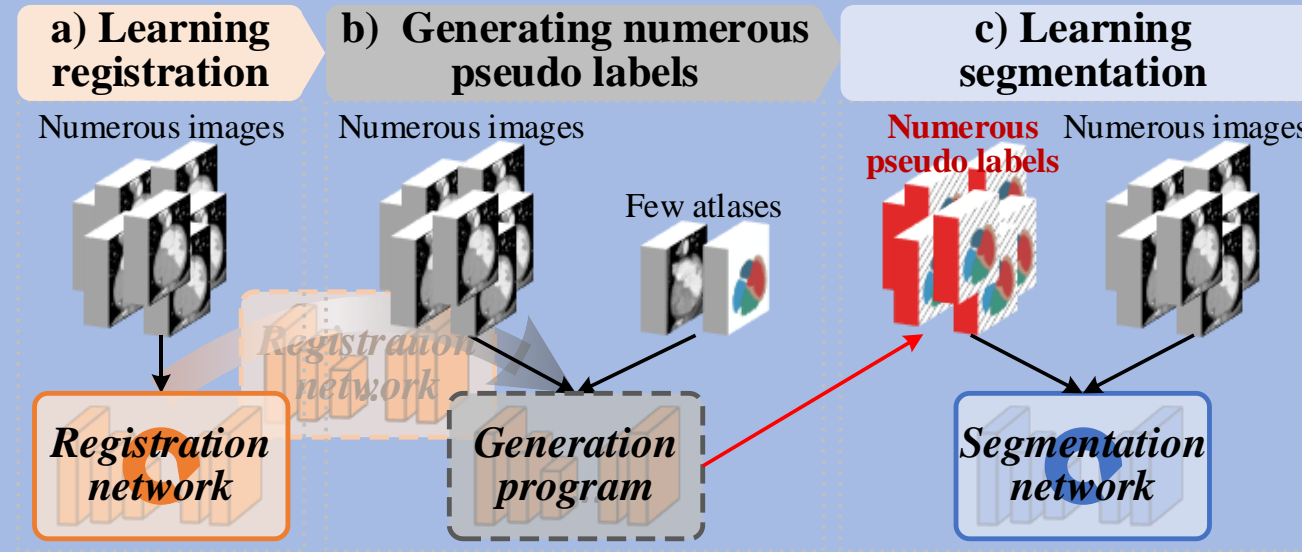 a) Learning
registration
b) Generating numerous
pseudo labels
c) Learning
segmentation
Numerous images
Numerous images
Few atlases
Numerous
pseudo labels
Numerous images
Registration
network
Registration
network
Generation
program
Segmentation
network